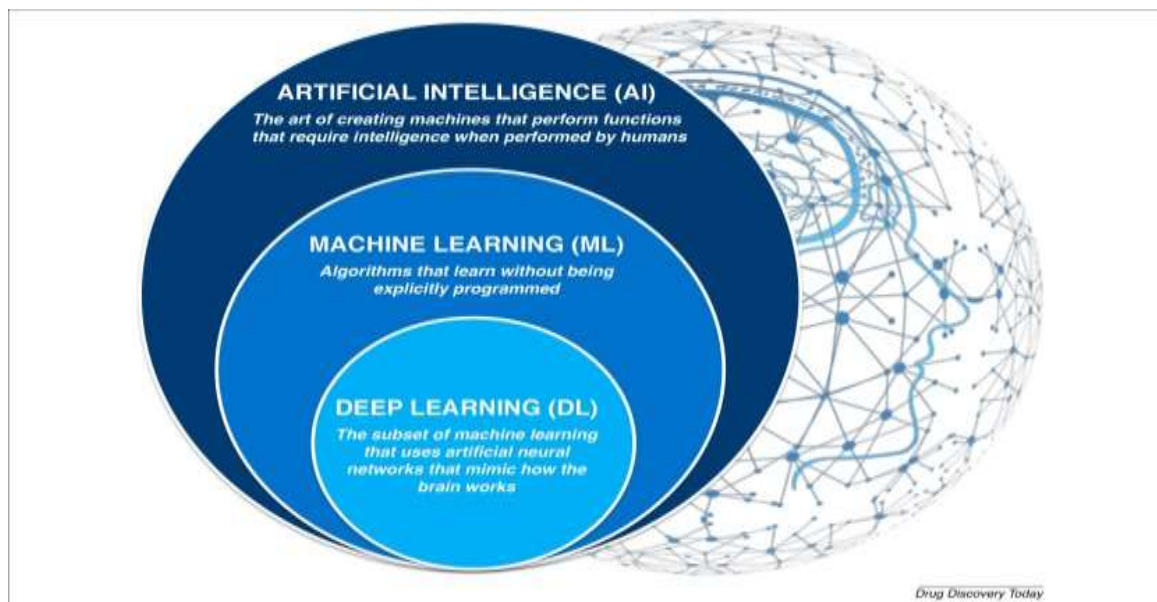 ARTIFICIAL INTELLIGENCE (AI)
The art of creating machines that perform functions
that require intelligence when performed by humans
MACHINE LEARNING (ML)
Algorithms that learn without being
explicitly programmed
DEEP LEARNING (DL)
The subset of machine learning
that uses artificial neural
networks that mimic how the
brain works
Drug Discovery Today